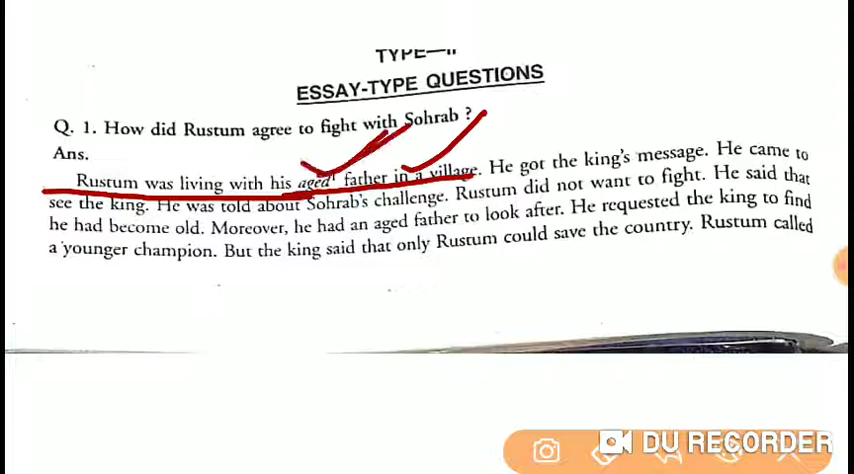 TYPE—II
ESSAY-TYPE QUESTIONS
Q. 1. How did Rustum agree to fight with Sohrab ?
Ans.
Rustum was living with his aged¹ father in a village. He got the king's message. He came to
see the king. He was told about Sohrab's challenge. Rustum did not want to fight. He said that
he had become old. Moreover, he had an aged father to look after. He requested the king to find
a younger champion. But the king said that only Rustum could save the country. Rustum called
DU RECORDER